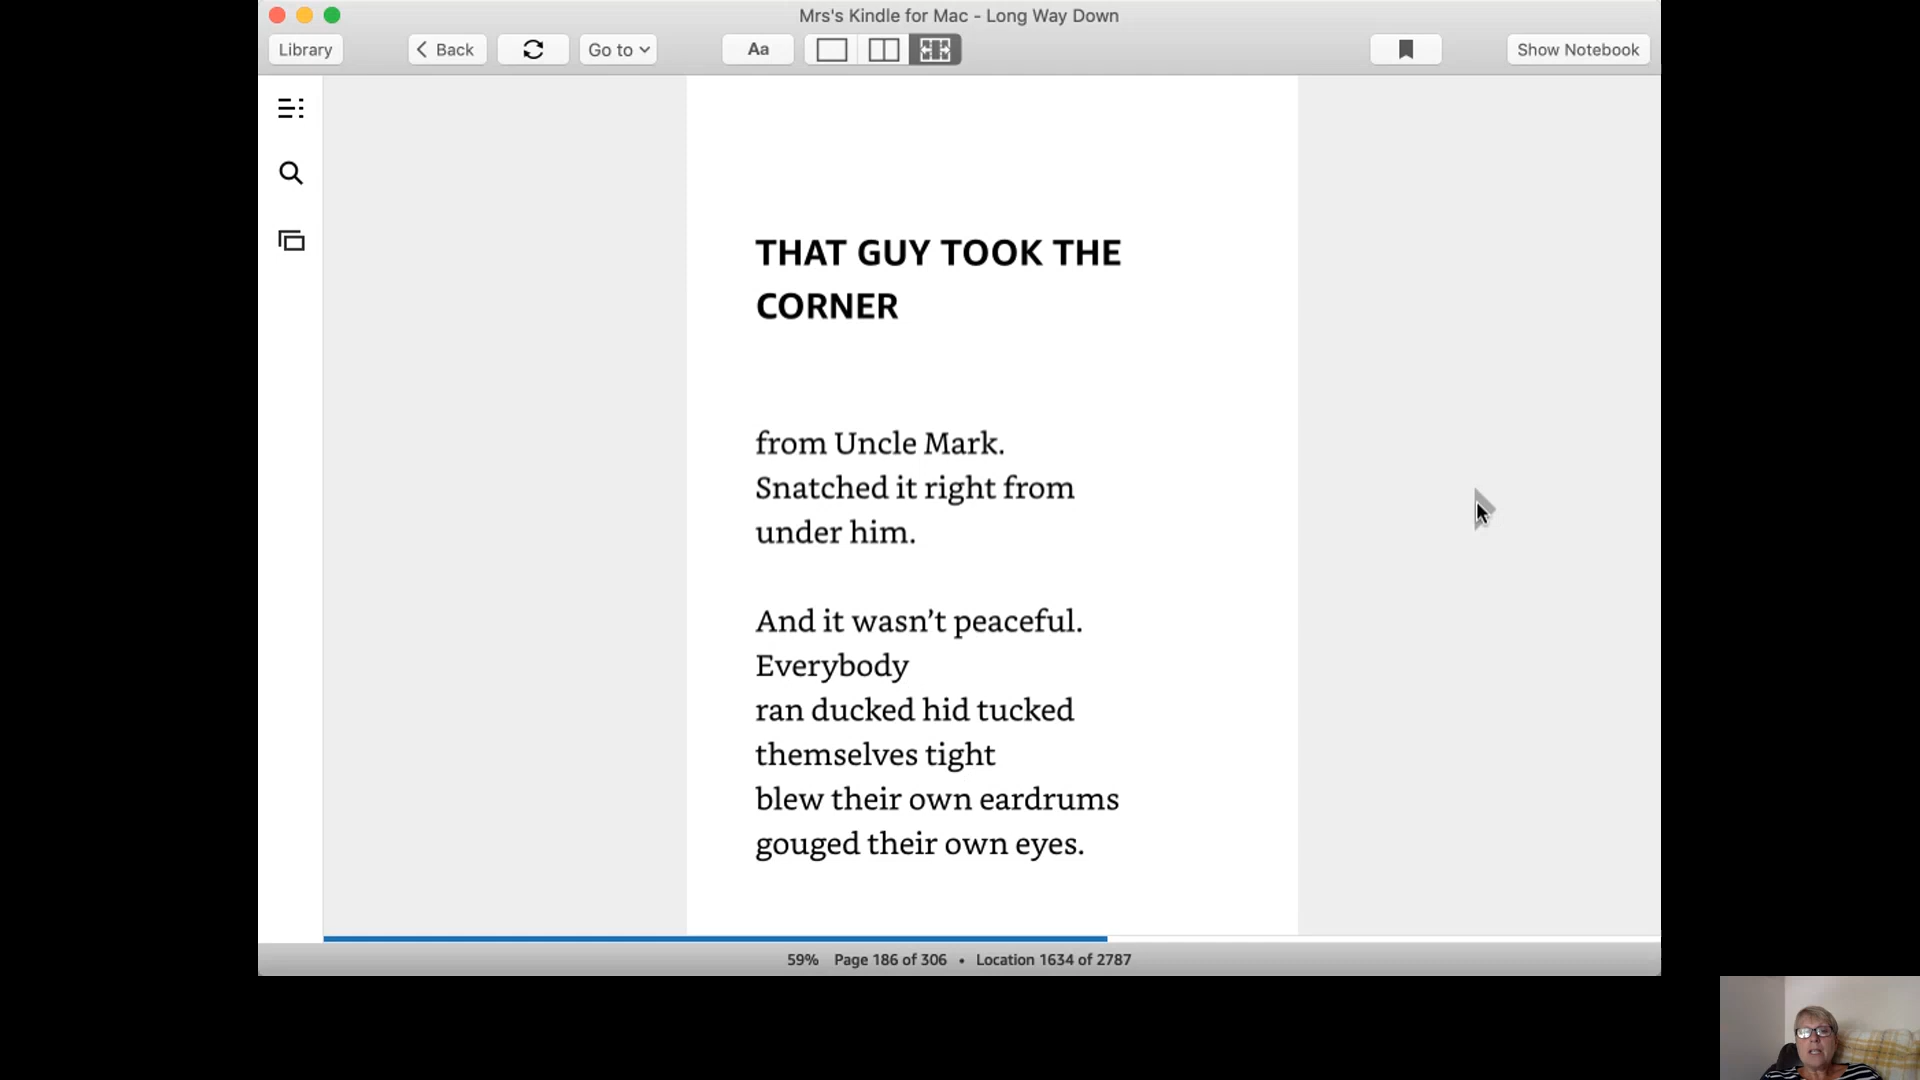 Mrs's Kindle for Mac - Long Way Down
Library
Back
Go to
Aa
Show Notebook
THAT GUY TOOK THE
CORNER
from Uncle Mark.
Snatched it right from
under him.
And it wasn’t peaceful.
Everybody
ran ducked hid tucked
themselves tight
blew their own eardrums
gouged their own eyes.
59% Page 186 of 306 • Location 1634 of 2787